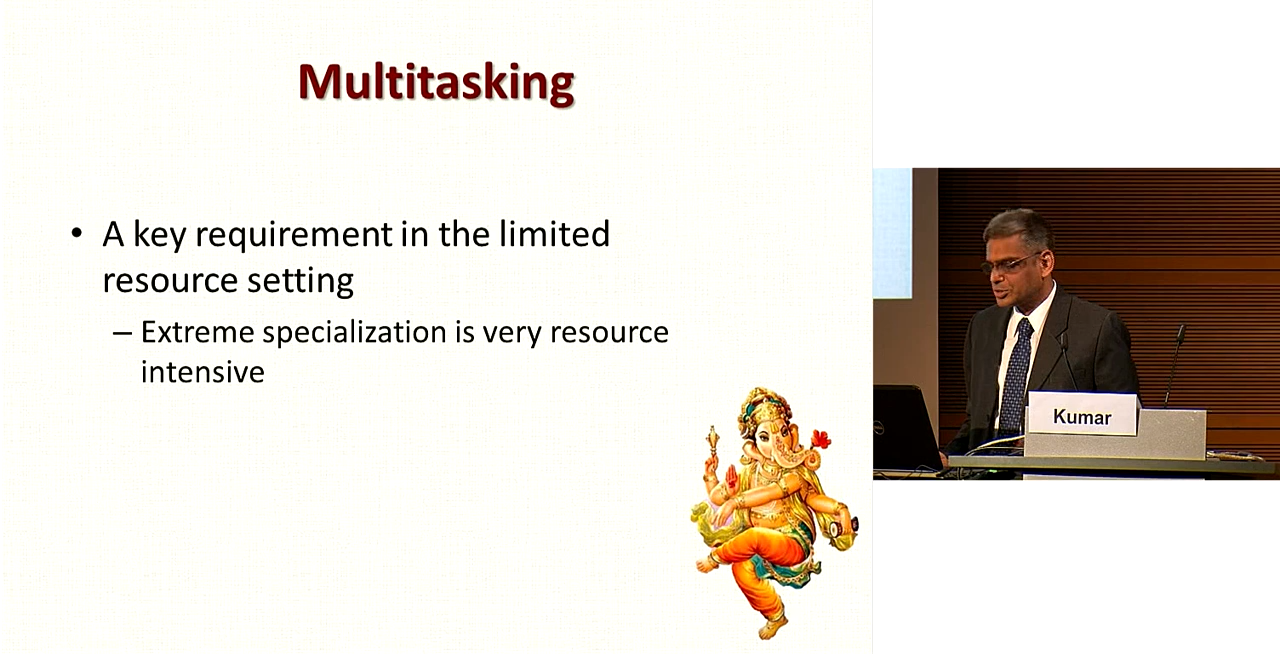 Multitasking
• A key requirement in the limited
resource setting
– Extreme specialization is very resource
intensive
Kumar